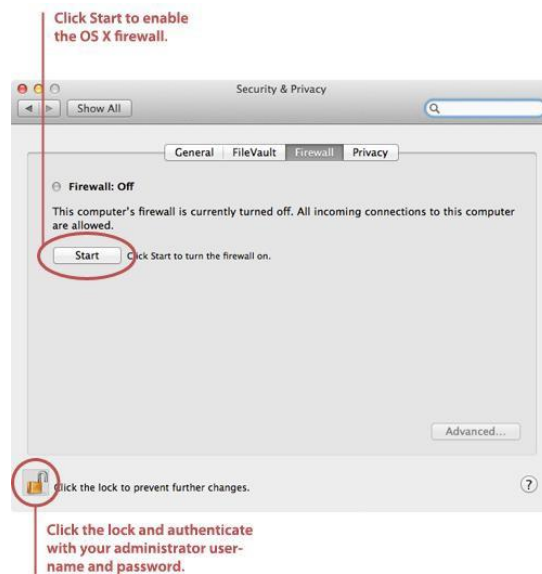 Click Start to enable
the OS X firewall.
Security & Privacy
Show All
General FileVault Firewall Privacy
Firewall: Off
This computer's firewall is currently turned off. All incoming connections to this computer
are allowed.
Start Click Start to turn the firewall on.
Advanced...
Click the lock to prevent further changes.
?
Click the lock and authenticate
with your administrator user-
name and password.